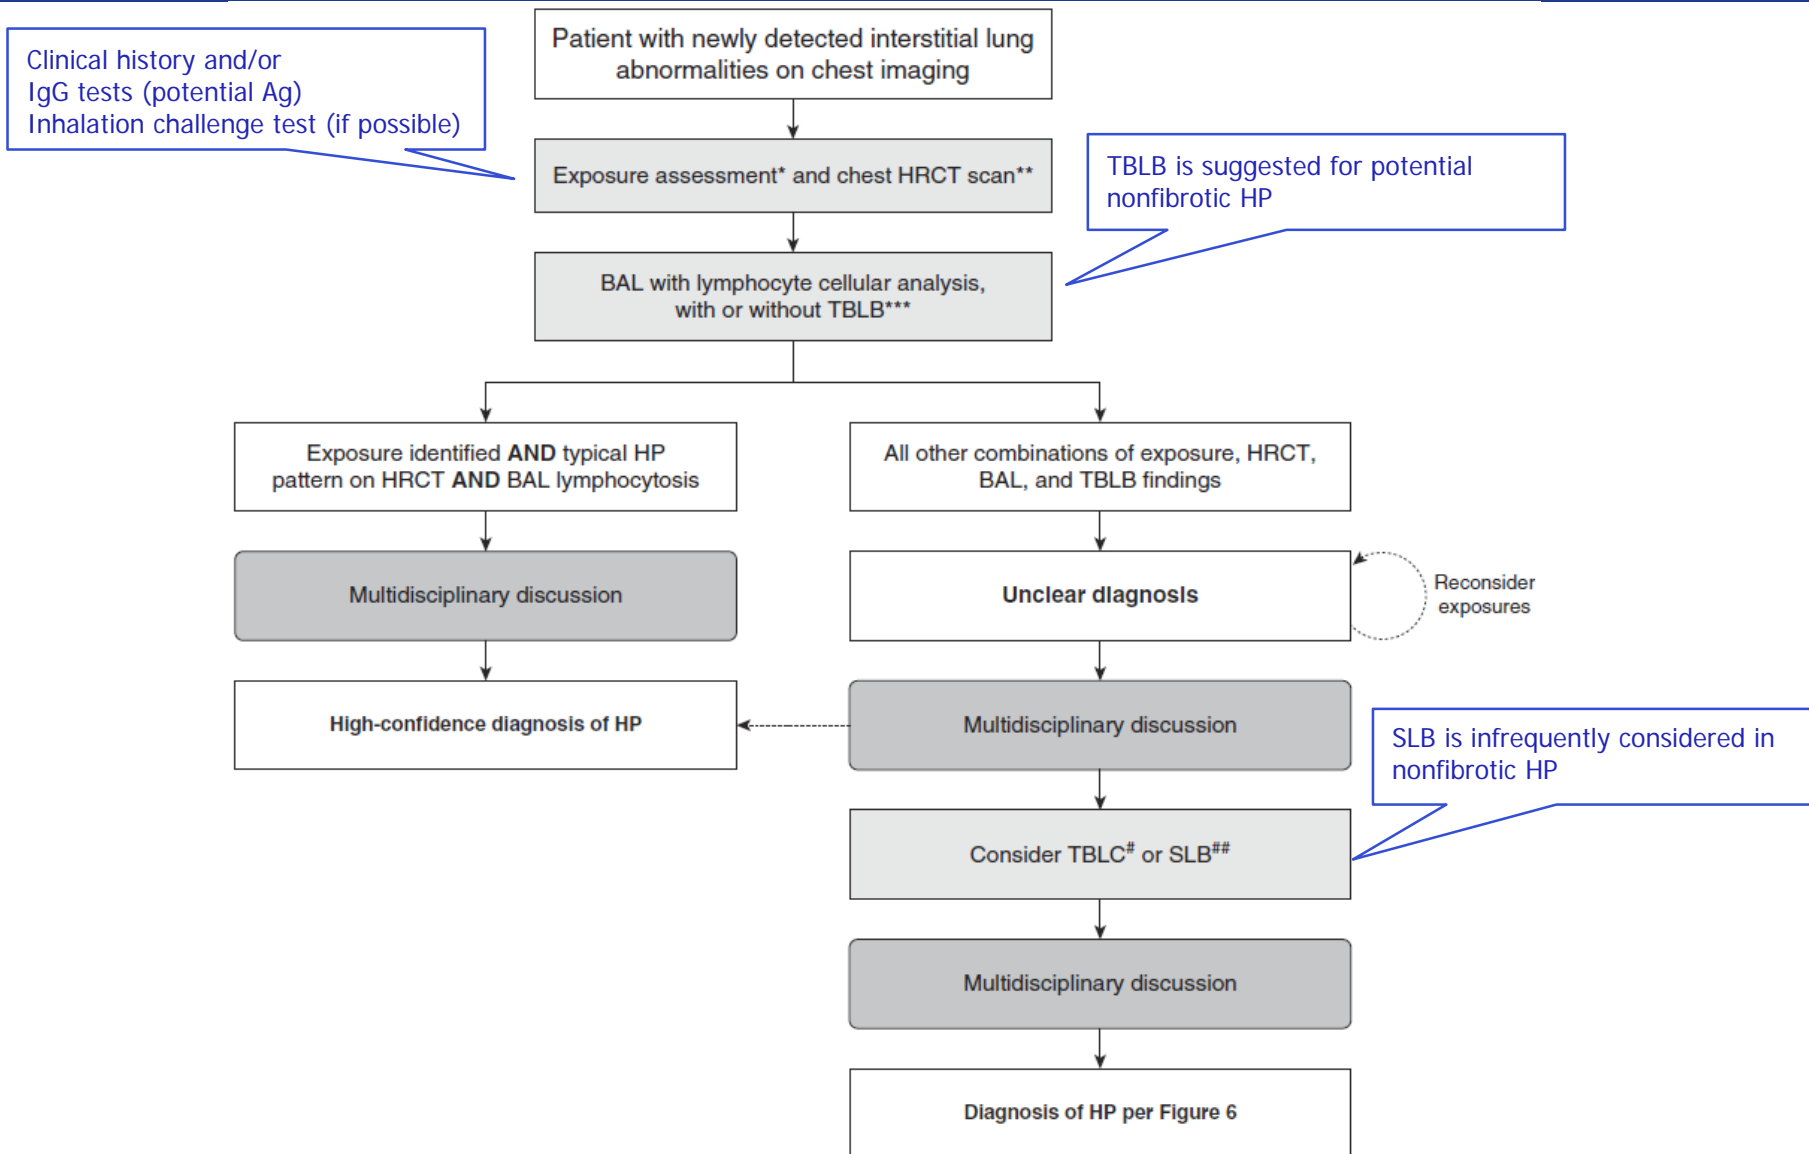 Patient with newly detected interstitial lung
abnormalities on chest imaging
Clinical history and/or
IgG tests (potential Ag)
Inhalation challenge test (if possible)
Exposure assessment* and chest HRCT scan**
TBLB is suggested for potential
nonfibrotic HP
BAL with lymphocyte cellular analysis,
with or without TBLB***
Exposure identified AND typical HP
pattern on HRCT AND BAL lymphocytosis
All other combinations of exposure, HRCT,
BAL, and TBLB findings
Multidisciplinary discussion
Unclear diagnosis
Reconsider
exposures
High-confidence diagnosis of HP
Multidisciplinary discussion
SLB is infrequently considered in
nonfibrotic HP
Consider TBLC# or SLB##
Multidisciplinary discussion
Diagnosis of HP per Figure 6